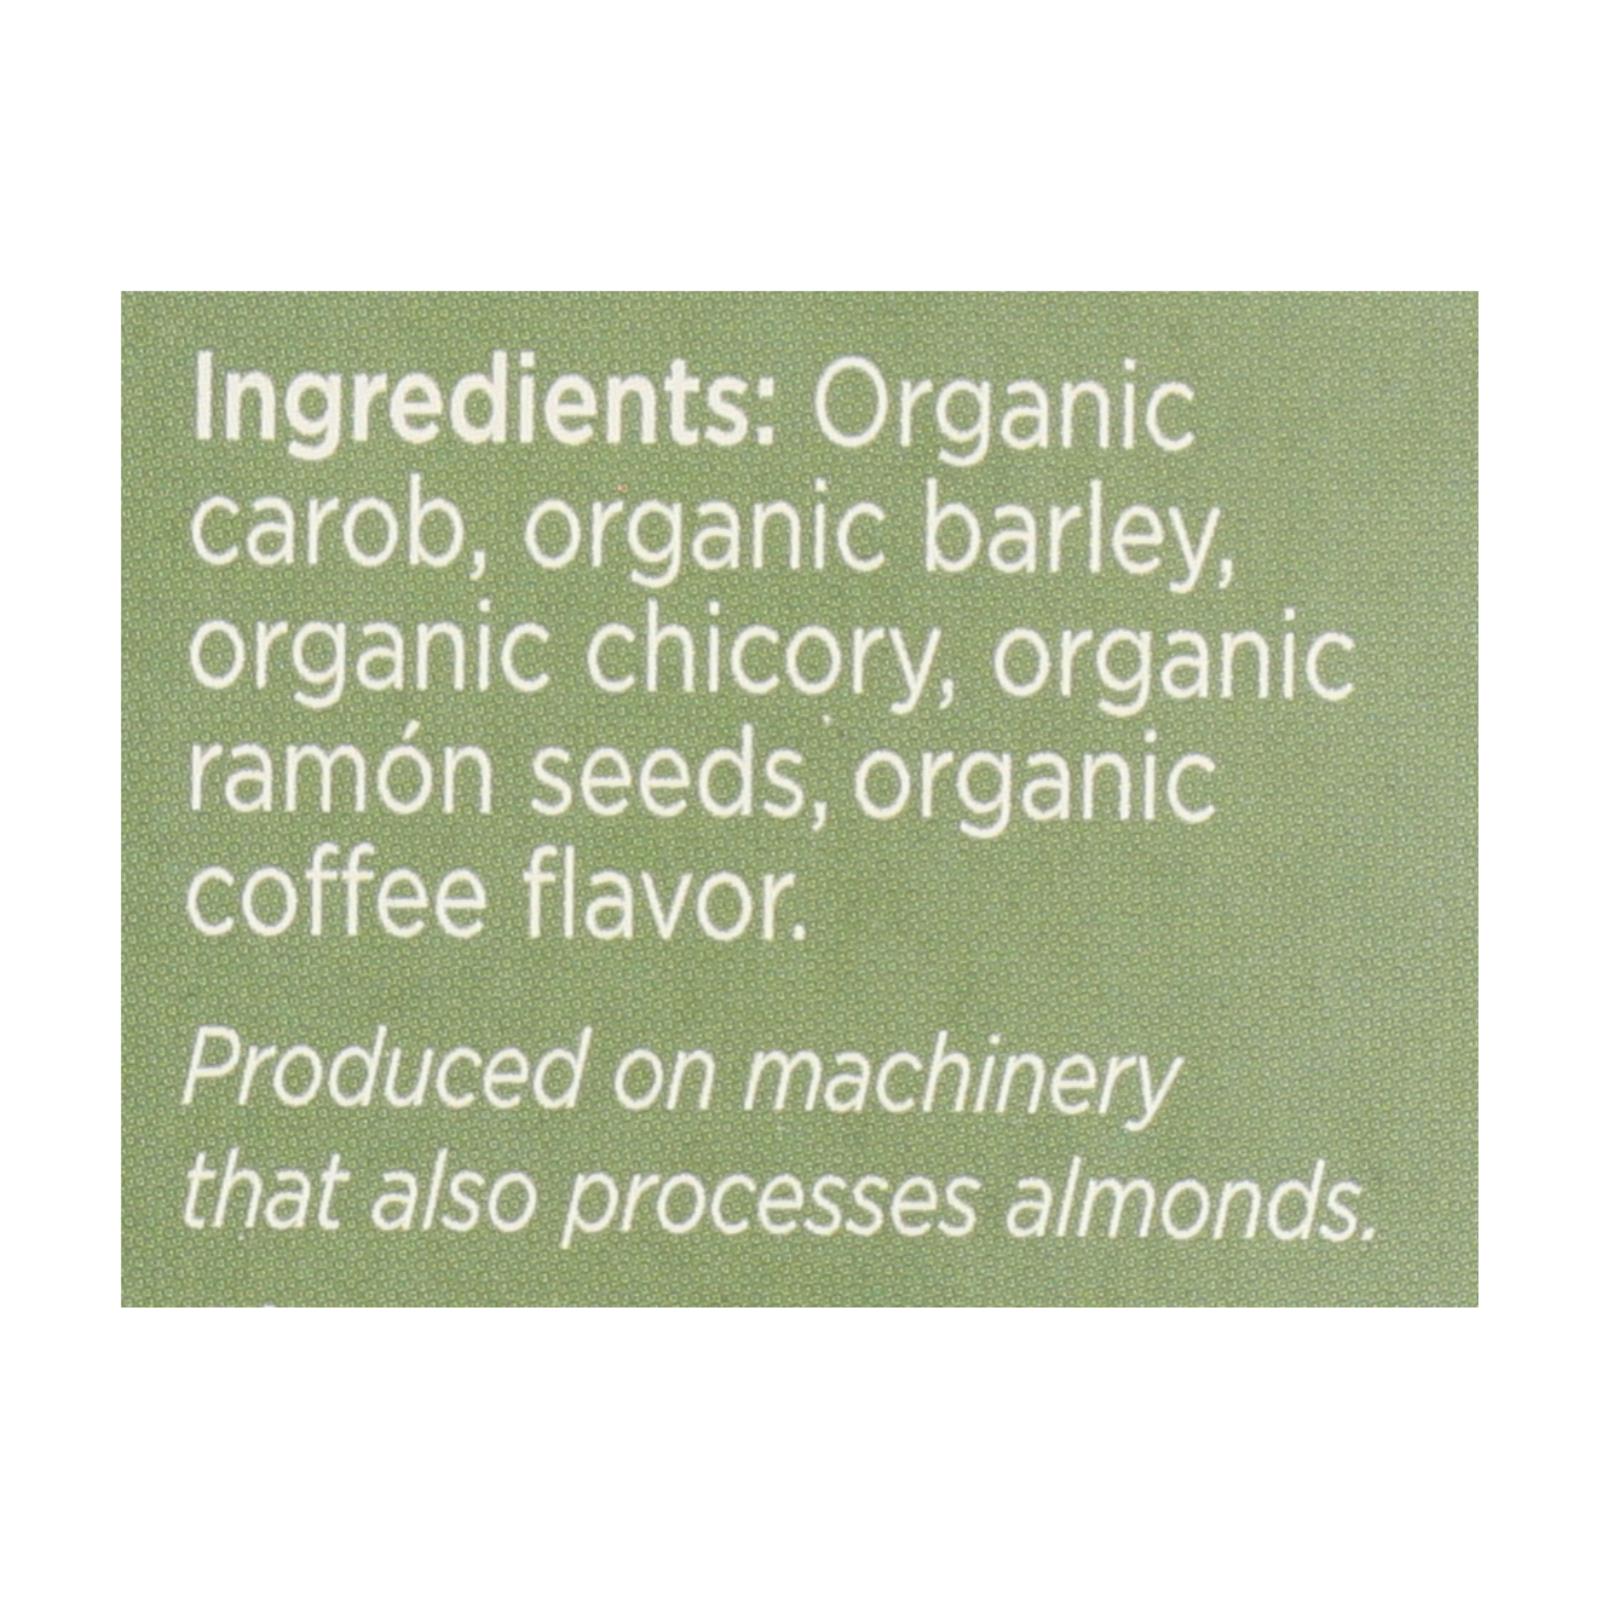 Ingredients: Organic
carob, organic barley,
organic chicory, organic
ramón seeds, organic
coffee flavor.
Produced on machinery
that also processes almonds.